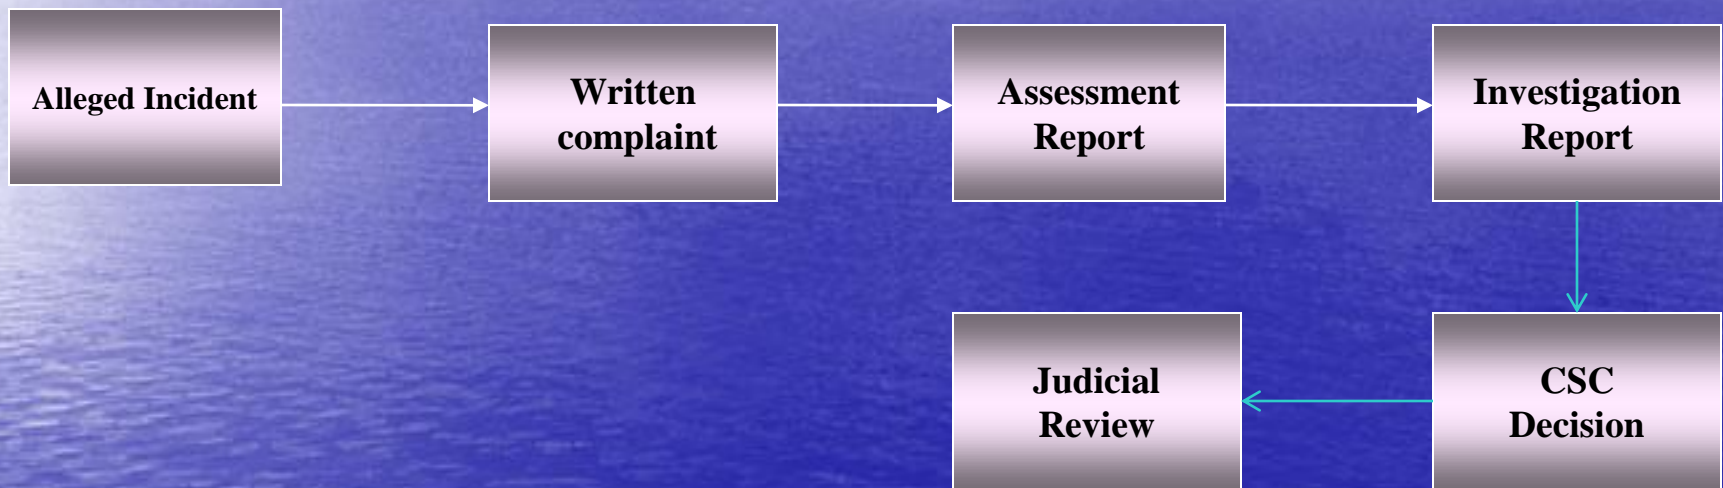 Alleged Incident
Written
complaint
Assessment
Report
Investigation
Report
CSC
Decision
Judicial
Review